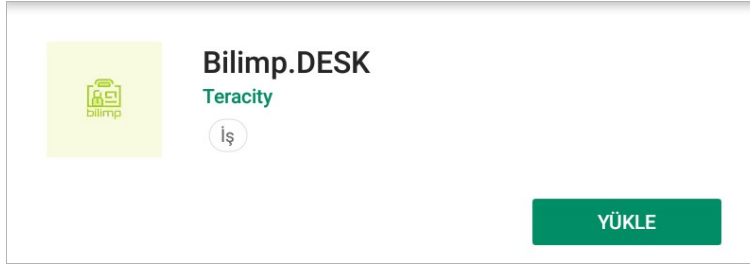 Bilimp.DESK
Teracity
bilimp
İş
YÜKLE